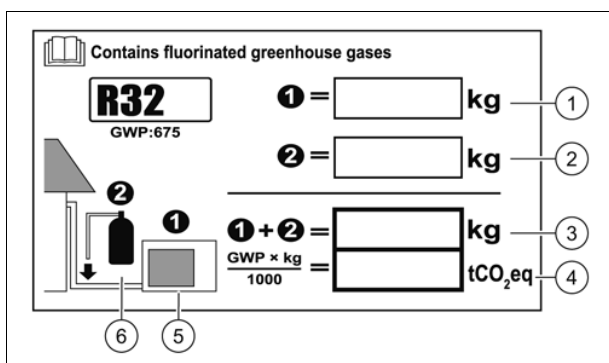 Contains fluorinated greenhouse gases
R32
GWP:675
❶ = kg ①
❷ = kg ②
❶+❷ = kg ③
GWP × kg
1000
= tCO₂eq ④
❷
❶
⑥ ⑤